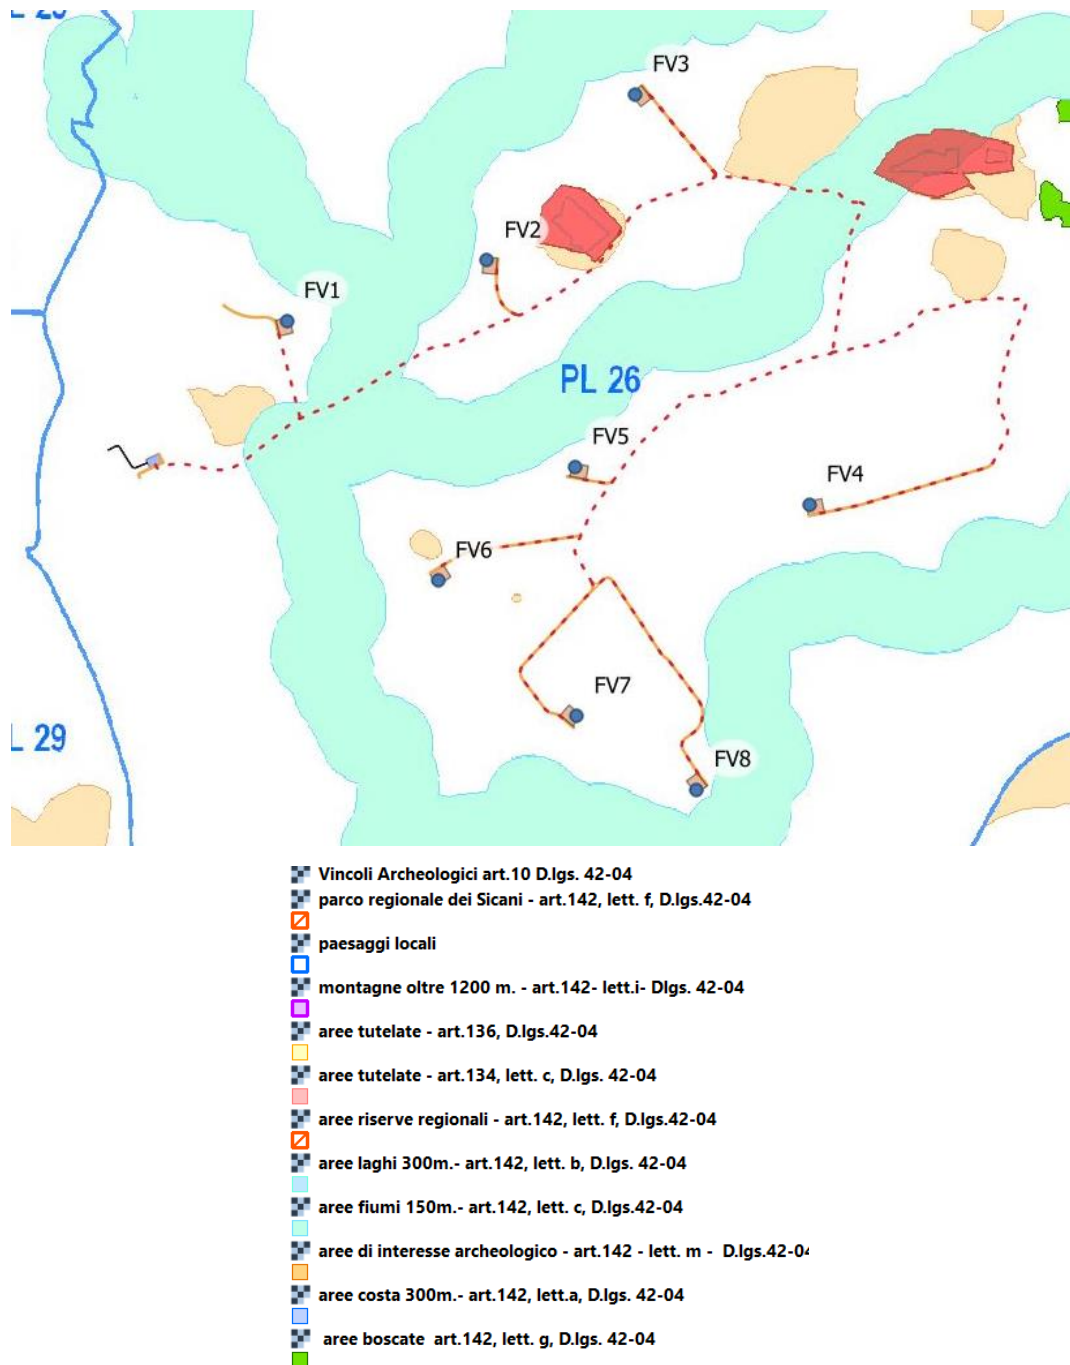 FV3
FV2
FV1
PL 26
FV5
FV4
FV6
FV7
L 29
FV8
Vincoli Archeologici art.10 D.lgs. 42-04
parco regionale dei Sicani - art.142, lett. f, D.lgs.42-04
paesaggi locali
montagne oltre 1200 m. - art.142- lett.i- Dlgs. 42-04
aree tutelate - art.136, D.lgs.42-04
aree tutelate - art.134, lett. c, D.lgs. 42-04
aree riserve regionali - art.142, lett. f, D.lgs.42-04
aree laghi 300m.- art.142, lett. b, D.lgs. 42-04
aree fiumi 150m.- art.142, lett. c, D.lgs.42-04
aree di interesse archeologico - art.142 - lett. m - D.lgs.42-04
aree costa 300m.- art.142, lett.a, D.lgs. 42-04
aree boscate art.142, lett. g, D.lgs. 42-04